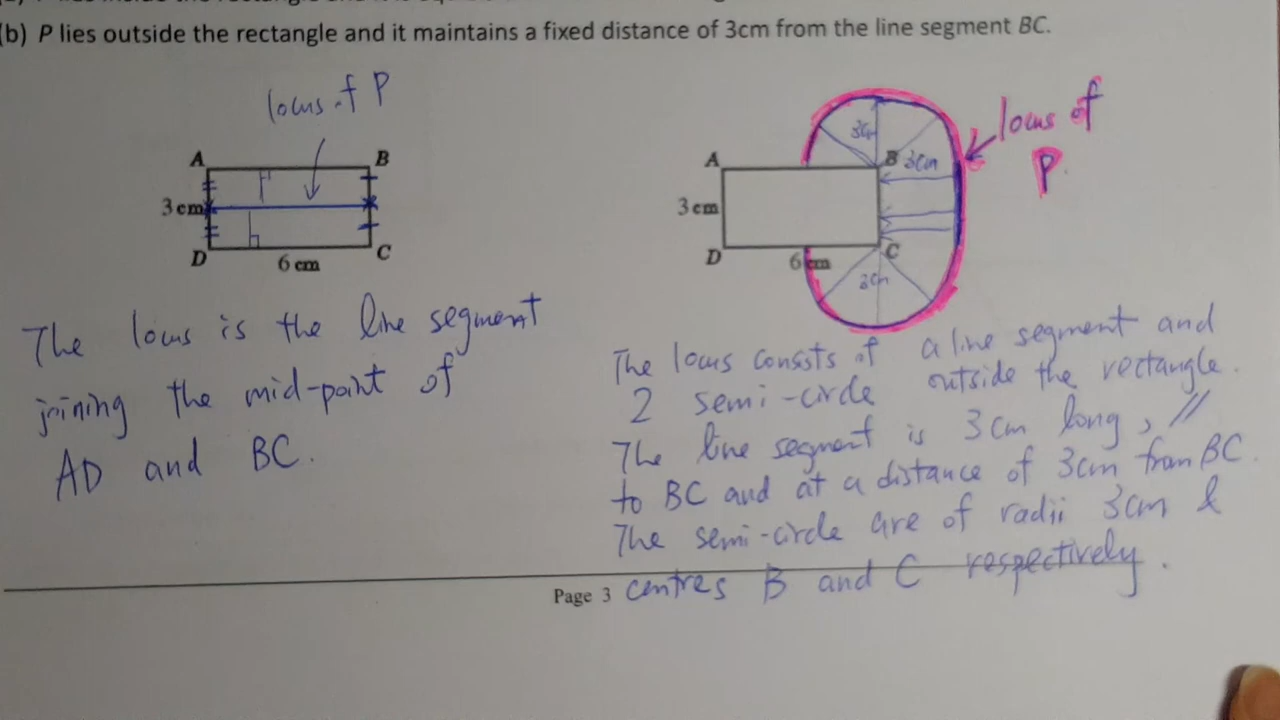 (b) P lies outside the rectangle and it maintains a fixed distance of 3cm from the line segment BC.
locus of P
A B
3 cm
D C
6 cm
The locus is the line segment
joining the mid-point of
AD and BC.
locus of
P.
3cm
A B 3cm
3 cm
D C
6 cm
3cm
The locus consists of a line segment and
2 semi-circle outside the rectangle.
The line segment is 3cm long, //
to BC and at a distance of 3cm from BC.
The semi-circle are of radii 3cm &
centres B and C respectively.
Page 3